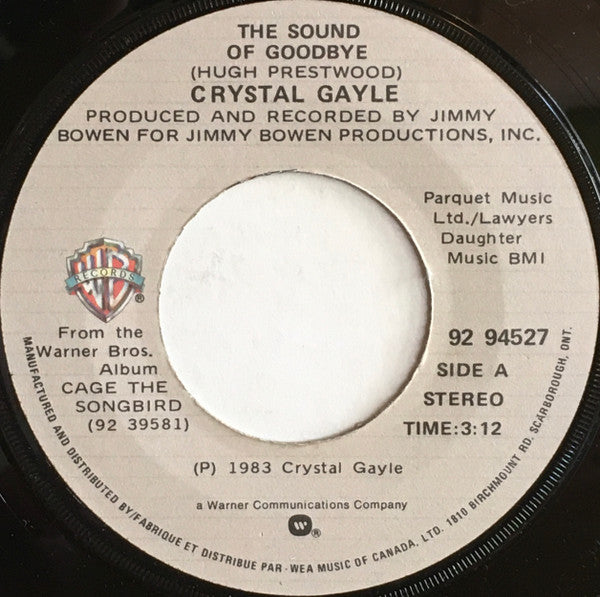 THE SOUND
OF GOODBYE
(HUGH PRESTWOOD)
CRYSTAL GAYLE
PRODUCED AND RECORDED BY JIMMY
BOWEN FOR JIMMY BOWEN PRODUCTIONS, INC.
Parquet Music
Ltd./Lawyers
Daughter
Music BMI
WB
RECORDS
®
From the
Warner Bros.
Album
CAGE THE
SONGBIRD
(92 39581)
92 94527
SIDE A
STEREO
TIME:3:12
(P) 1983 Crystal Gayle
a Warner Communications Company
W®
MANUFACTURED AND DISTRIBUTED BY/FABRIQUE ET DISTRIBUE PAR - WEA MUSIC OF CANADA, LTD. 1810 BIRCHMOUNT RD. SCARBOROUGH, ONT.